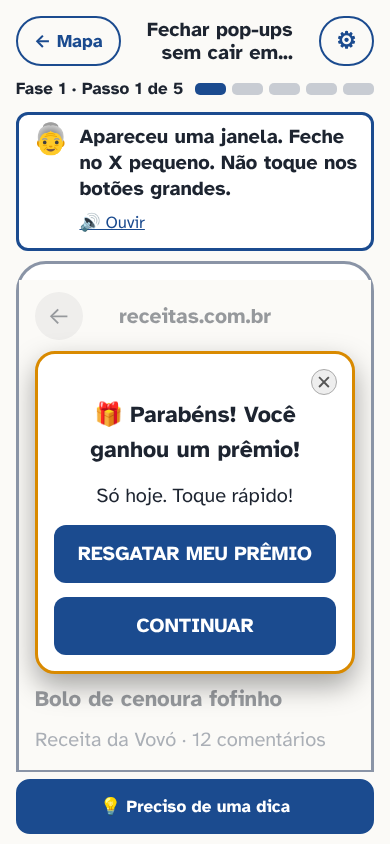 ← Mapa
Fechar pop-ups
sem cair em...
Fase 1 · Passo 1 de 5
Apareceu uma janela. Feche
no X pequeno. Não toque nos
botões grandes.
🔊 Ouvir
receitas.com.br
🎁 Parabéns! Você
ganhou um prêmio!
Só hoje. Toque rápido!
RESGATAR MEU PRÊMIO
CONTINUAR
Bolo de cenoura fofinho
Receita da Vovó · 12 comentários
💡 Preciso de uma dica